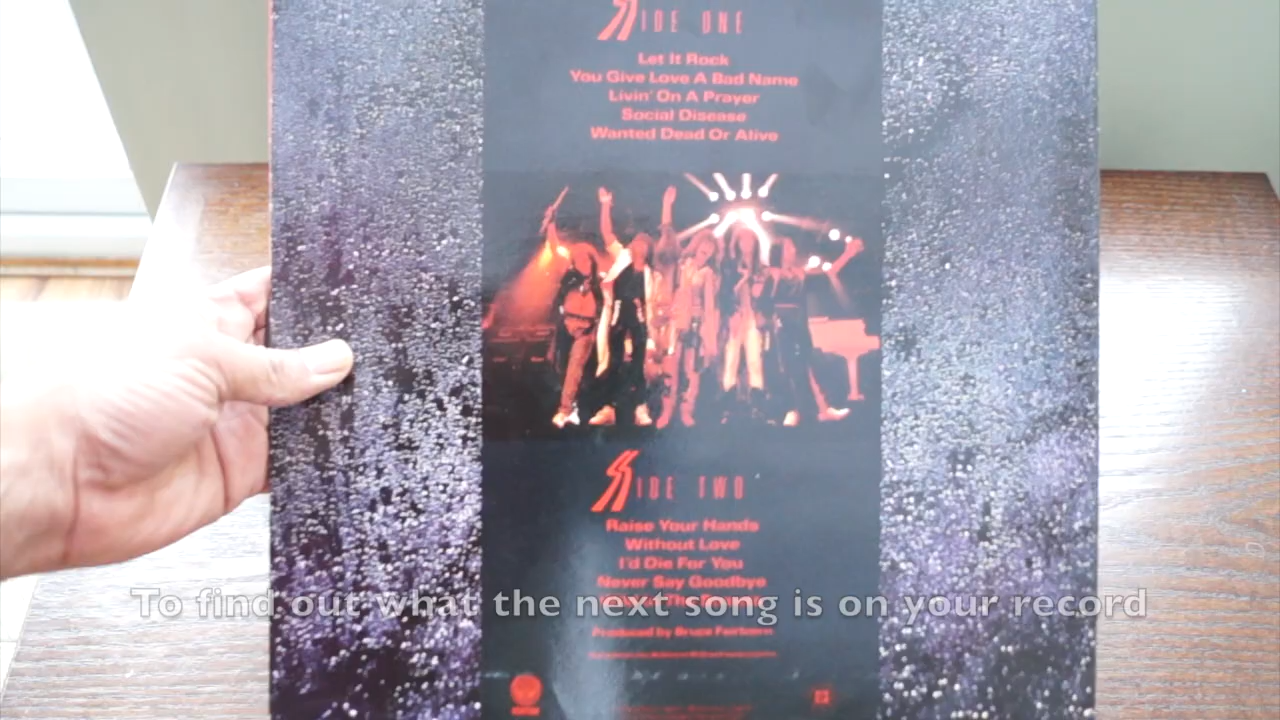 SIDE ONE
Let It Rock
You Give Love A Bad Name
Livin' On A Prayer
Social Disease
Wanted Dead Or Alive
SIDE TWO
Raise Your Hands
Without Love
I'd Die For You
Never Say Goodbye
To find out what the next song is on your record
Produced by Bruce Fairbairn